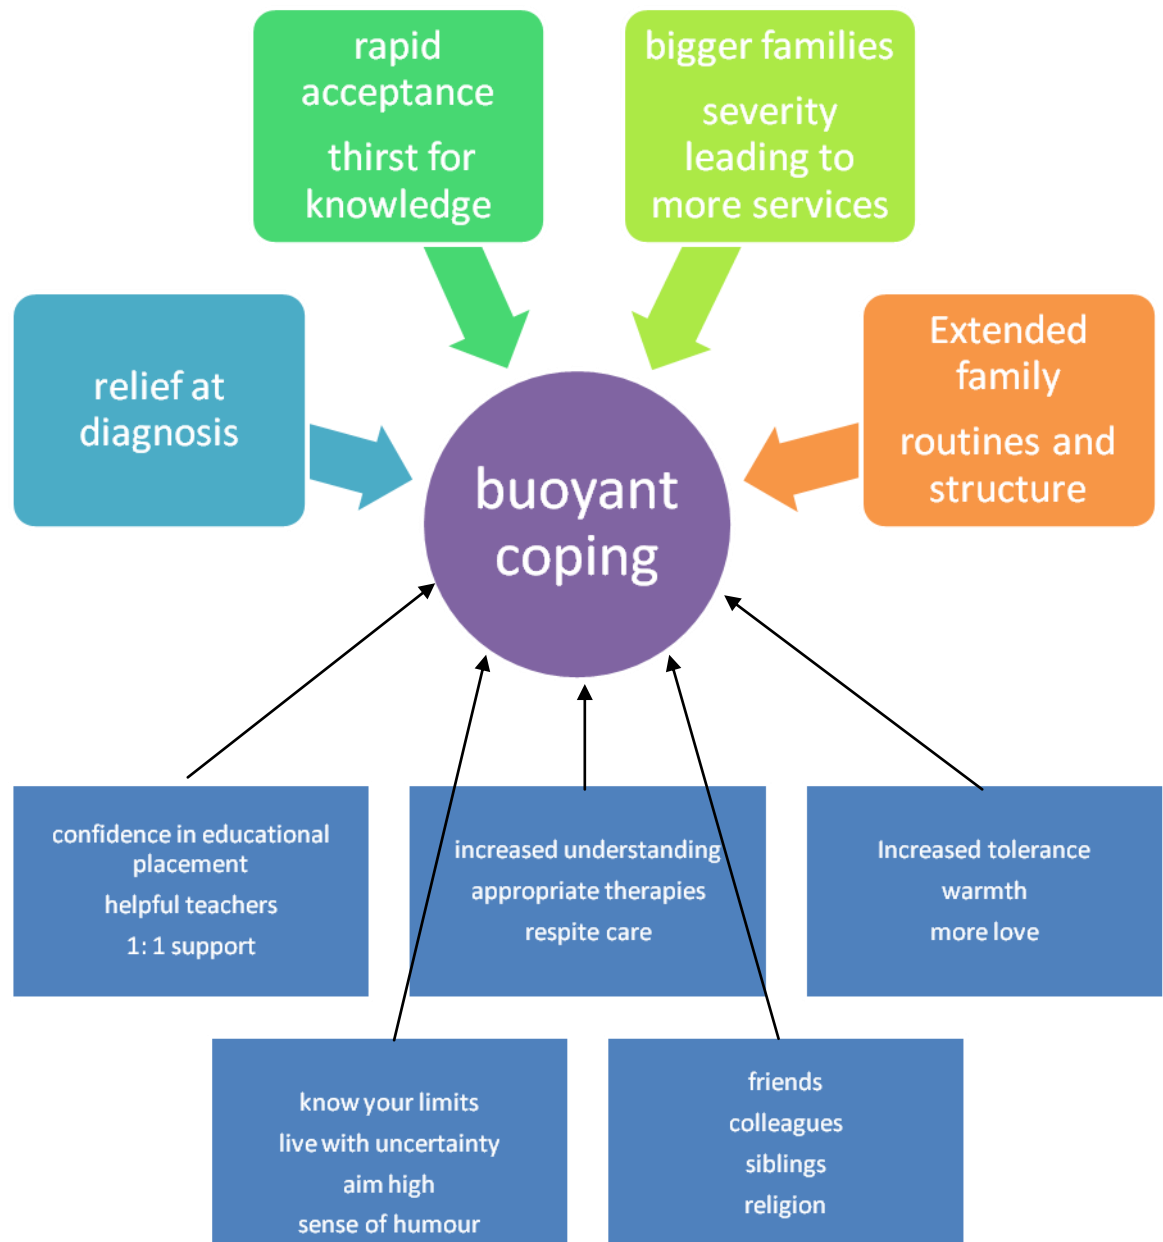 rapid
acceptance
thirst for
knowledge
bigger families
severity
leading to
more services
relief at
diagnosis
Extended
family
routines and
structure
buoyant
coping
confidence in educational
placement
helpful teachers
1: 1 support
increased understanding
appropriate therapies
respite care
Increased tolerance
warmth
more love
know your limits
live with uncertainty
aim high
sense of humour
friends
colleagues
siblings
religion